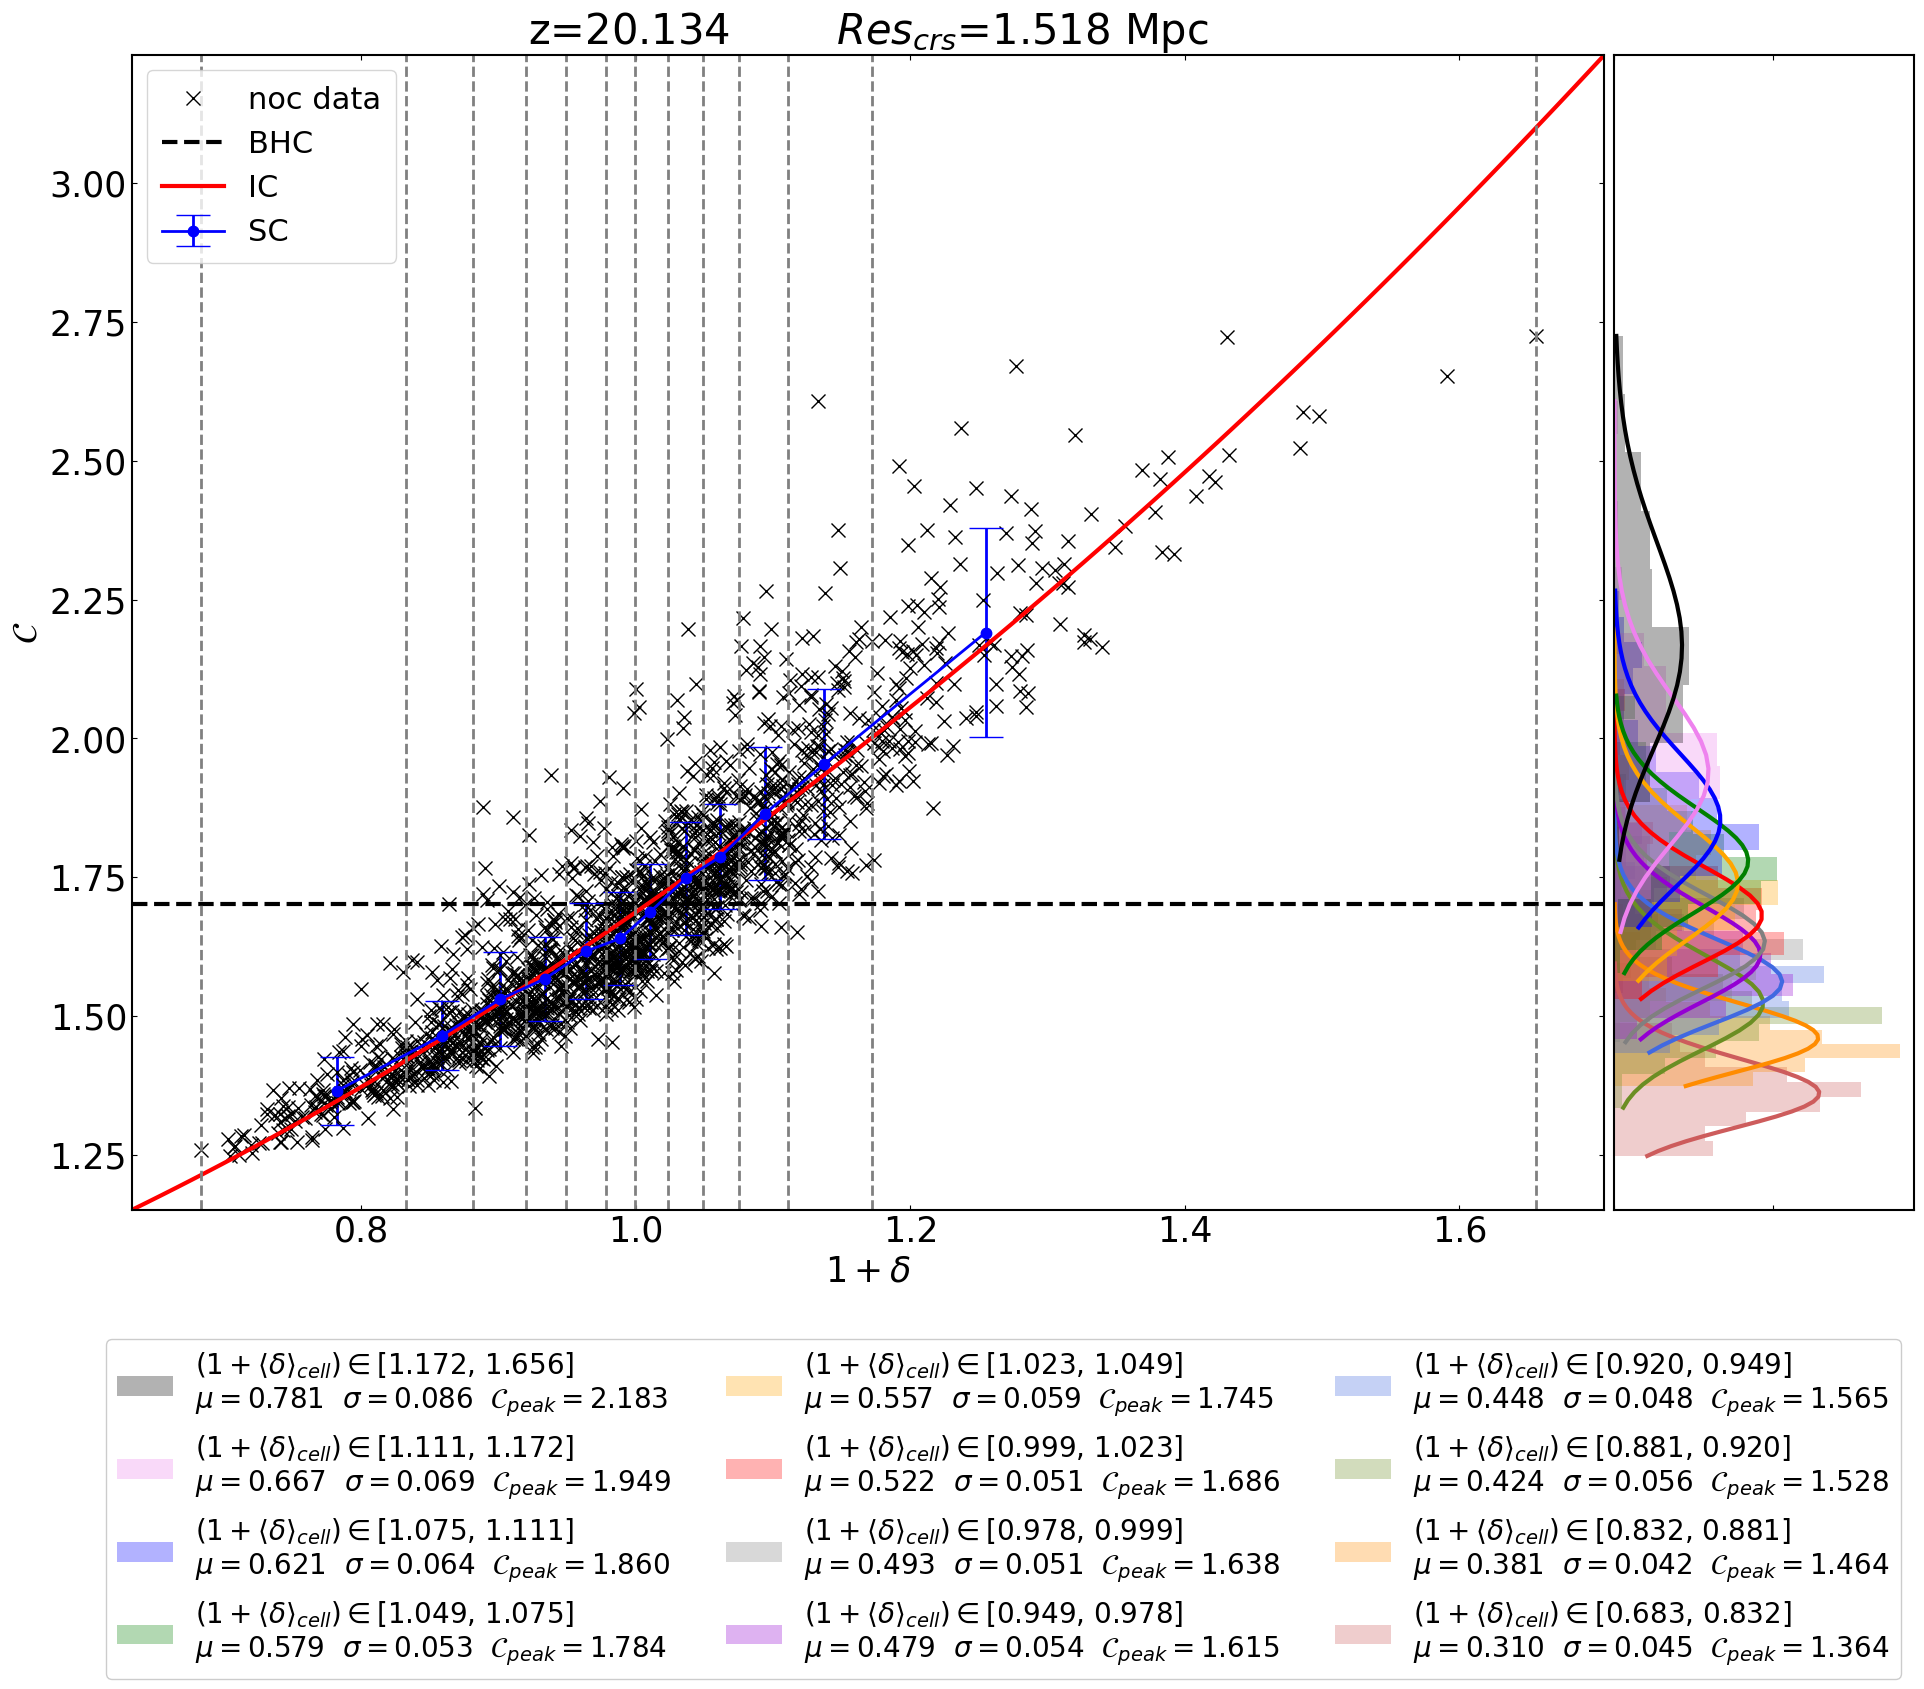 z=20.134 Res_crs=1.518 Mpc
noc data
BHC
IC
SC
3.00
2.75
2.50
2.25
2.00
1.75
1.50
1.25
𝒞
0.8 1.0 1.2 1.4 1.6
1 + δ
(1 + ⟨δ⟩_cell) ∈ [1.172, 1.656]
μ = 0.781 σ = 0.086 𝒞_peak = 2.183
(1 + ⟨δ⟩_cell) ∈ [1.111, 1.172]
μ = 0.667 σ = 0.069 𝒞_peak = 1.949
(1 + ⟨δ⟩_cell) ∈ [1.075, 1.111]
μ = 0.621 σ = 0.064 𝒞_peak = 1.860
(1 + ⟨δ⟩_cell) ∈ [1.049, 1.075]
μ = 0.579 σ = 0.053 𝒞_peak = 1.784
(1 + ⟨δ⟩_cell) ∈ [1.023, 1.049]
μ = 0.557 σ = 0.059 𝒞_peak = 1.745
(1 + ⟨δ⟩_cell) ∈ [0.999, 1.023]
μ = 0.522 σ = 0.051 𝒞_peak = 1.686
(1 + ⟨δ⟩_cell) ∈ [0.978, 0.999]
μ = 0.493 σ = 0.051 𝒞_peak = 1.638
(1 + ⟨δ⟩_cell) ∈ [0.949, 0.978]
μ = 0.479 σ = 0.054 𝒞_peak = 1.615
(1 + ⟨δ⟩_cell) ∈ [0.920, 0.949]
μ = 0.448 σ = 0.048 𝒞_peak = 1.565
(1 + ⟨δ⟩_cell) ∈ [0.881, 0.920]
μ = 0.424 σ = 0.056 𝒞_peak = 1.528
(1 + ⟨δ⟩_cell) ∈ [0.832, 0.881]
μ = 0.381 σ = 0.042 𝒞_peak = 1.464
(1 + ⟨δ⟩_cell) ∈ [0.683, 0.832]
μ = 0.310 σ = 0.045 𝒞_peak = 1.364